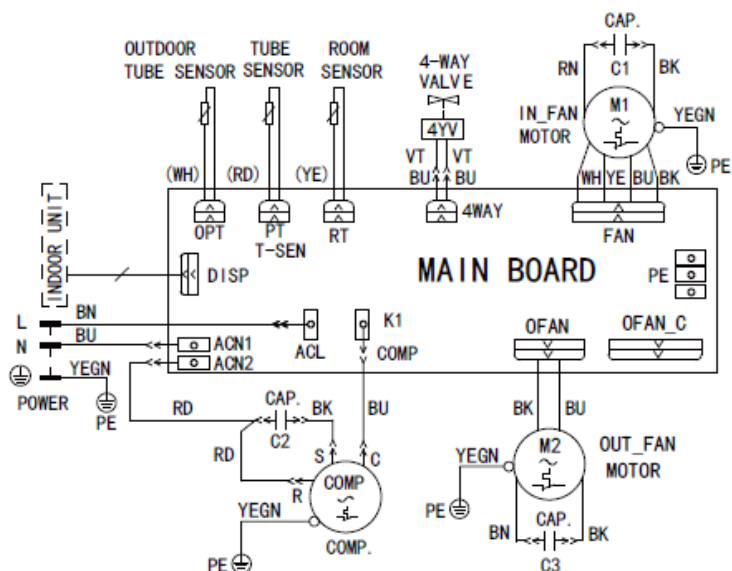 OUTDOOR
TUBE SENSOR
TUBE
SENSOR
ROOM
SENSOR
4-WAY
VALVE
4YV
CAP.
C1
RN
BK
M1
IN_FAN
MOTOR
YEGN
PE
(WH)
(RD)
(YE)
VT
VT
BU
BU
WH
YE
BU
BK
OPT
PT
T-SEN
RT
4WAY
FAN
INDOOR UNIT
DISP
MAIN BOARD
PE
L
BN
N
BU
ACN1
ACN2
ACL
K1
COMP
OFAN
OFAN_C
YEGN
POWER
PE
RD
CAP.
C2
BK
BU
RD
S
C
R
COMP
YEGN
COMP.
PE
BK
BU
M2
OUT_FAN
MOTOR
YEGN
PE
BN
CAP.
BK
C3